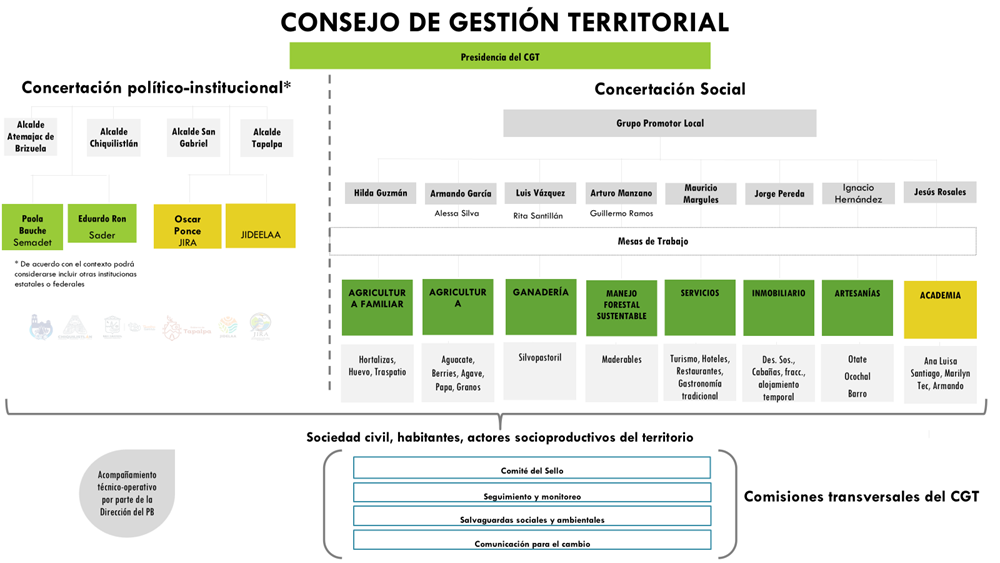 CONSEJO DE GESTIÓN TERRITORIAL
Presidencia del CGT
Concertación político-institucional*
Alcalde
Atemajac de
Brizuela
Alcalde
Chiquilistlán
Alcalde San
Gabriel
Alcalde
Tapalpa
Paola
Bauche
Semadet
Eduardo Ron
Sader
Oscar
Ponce
JIRA
JIDEELAA
* De acuerdo con el contexto podrá
considerarse incluir otras institucionas
estatales o federales
Tapalpa
JIRA
Concertación Social
Grupo Promotor Local
Hilda Guzmán
Armando García
Alessa Silva
Luis Vázquez
Rita Santillán
Arturo Manzano
Guillermo Ramos
Mauricio
Margules
Jorge Pereda
Ignacio
Hernández
Jesús Rosales
Mesas de Trabajo
AGRICULTUR
A FAMILIAR
AGRICULTUR
A
GANADERÍA
MANEJO
FORESTAL
SUSTENTABLE
SERVICIOS
INMOBILIARIO
ARTESANÍAS
ACADEMIA
Hortalizas,
Huevo, Traspatio
Aguacate,
Berries, Agave,
Papa, Granos
Silvopastoril
Maderables
Turismo, Hoteles,
Restaurantes,
Gastronomía
tradicional
Des. Sos.,
Cabañas, fracc.,
alojamiento
temporal
Otate
Ocochal
Barro
Ana Luisa
Santiago, Marilyn
Tec, Armando
Sociedad civil, habitantes, actores socioproductivos del territorio
Acompañamiento
técnico-operativo
por parte de la
Dirección del PB
Comité del Sello
Seguimiento y monitoreo
Salvaguardas sociales y ambientales
Comunicación para el cambio
Comisiones transversales del CGT